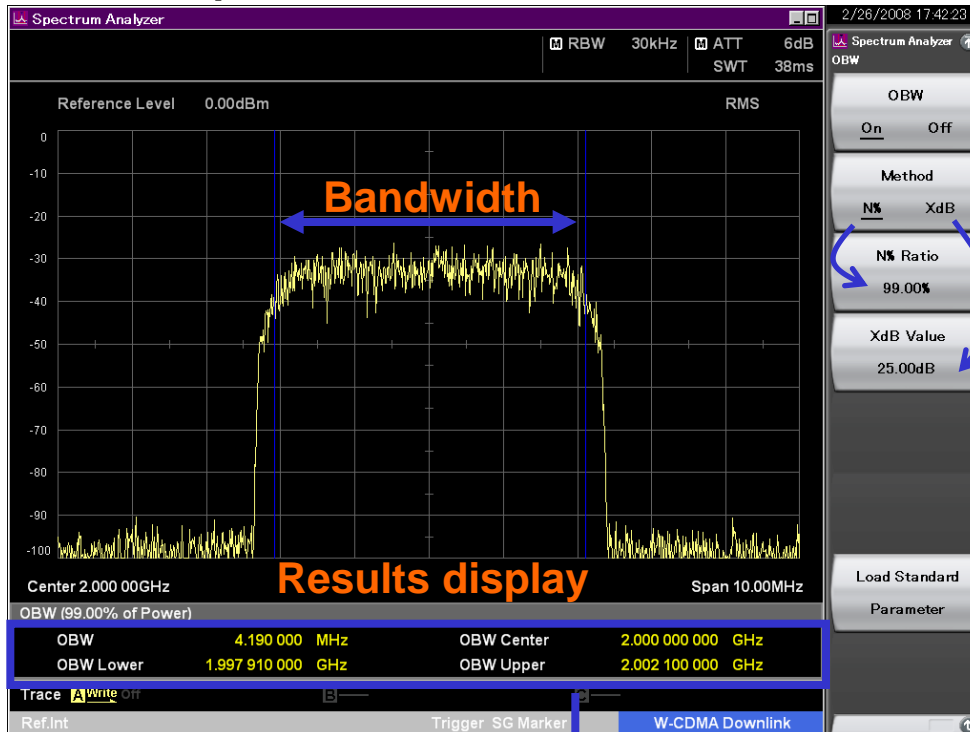 Spectrum Analyzer
2/26/2008 17:42:23
RBW 30kHz ATT 6dB
SWT 38ms
Spectrum Analyzer
OBW
Reference Level 0.00dBm RMS
OBW
On Off
0
-10
-20
-30
-40
-50
-60
-70
-80
-90
-100
Bandwidth
Method
N% XdB
N% Ratio
99.00%
XdB Value
25.00dB
Results display
Center 2.000 00GHz Span 10.00MHz
Load Standard
Parameter
OBW (99.00% of Power)
OBW 4.190 000 MHz OBW Center 2.000 000 000 GHz
OBW Lower 1.997 910 000 GHz OBW Upper 2.002 100 000 GHz
Trace A Write Off B
Ref.Int Trigger SG Marker W-CDMA Downlink